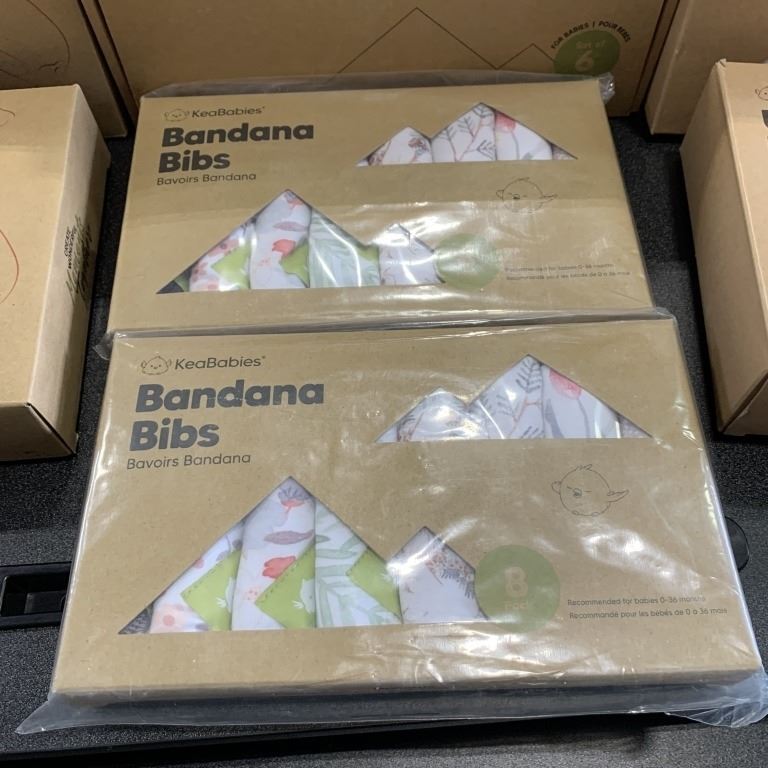 FOR BABIES | POUR BÉBÉS
Set of
6
KeaBabies®
Bandana
Bibs
Bavoirs Bandana
Recommended for babies 0-36 months
Recommandé pour les bébés de 0 à 36 mois
CREATE
KeaBabies®
Bandana
Bibs
Bavoirs Bandana
8
Recommended for babies 0-36 months
Recommandé pour les bébés de 0 à 36 mois